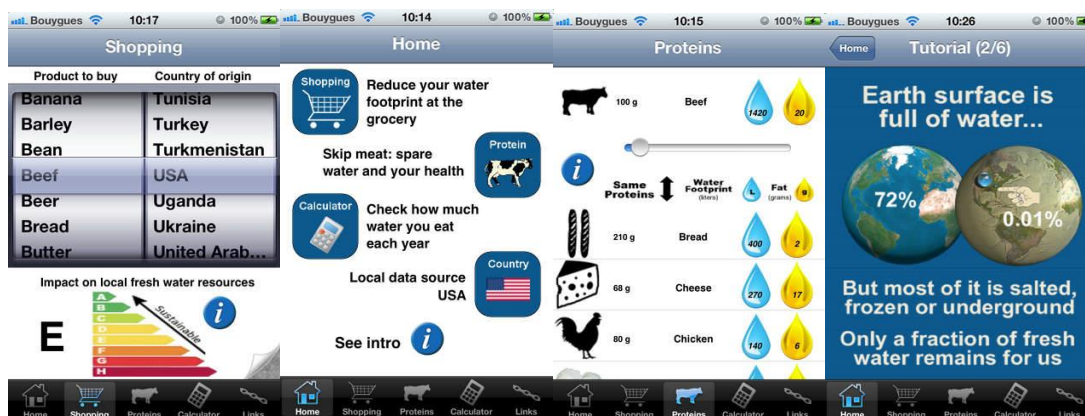 Bouygues 10:17 100%
Shopping
Product to buy Country of origin
Banana Tunisia
Barley Turkey
Bean Turkmenistan
Beef USA
Beer Uganda
Bread Ukraine
Butter United Arab...
Impact on local fresh water resources
E
A
B
C
D
E
F
G
H
Sustainable
i
Home Shopping Proteins Calculator Links
Bouygues 10:14 100%
Home
Shopping
Reduce your water
footprint at the
grocery
Skip meat: spare
water and your health
Protein
Calculator
Check how much
water you eat
each year
Local data source
USA
Country
See intro i
Home Shopping Proteins Calculator Links
Bouygues 10:15 100%
Proteins
100 g Beef 1420 20
i
Same
Proteins
Water
Footprint
(liters)
L
Fat
(grams)
g
210 g Bread 400 2
68 g Cheese 270 17
80 g Chicken 140 6
Home Shopping Proteins Calculator Links
Bouygues 10:26 100%
Home Tutorial (2/6)
Earth surface is
full of water...
72%
0.01%
But most of it is salted,
frozen or underground
Only a fraction of fresh
water remains for us
Home Shopping Proteins Calculator Links